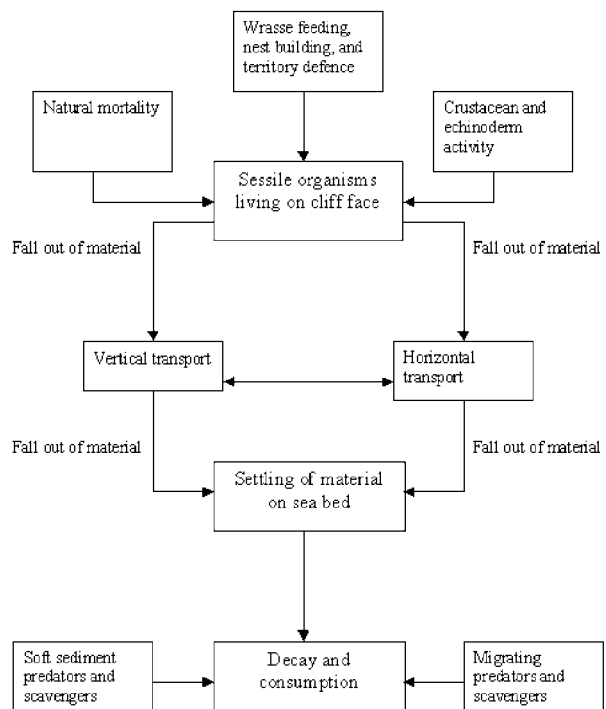 Wrasse feeding,
nest building, and
territory defence
Natural mortality
Crustacean and
echinoderm
activity
Sessile organisms
living on cliff face
Fall out of material
Fall out of material
Vertical transport
Horizontal
transport
Fall out of material
Fall out of material
Settling of material
on sea bed
Soft sediment
predators and
scavengers
Decay and
consumption
Migrating
predators and
scavengers